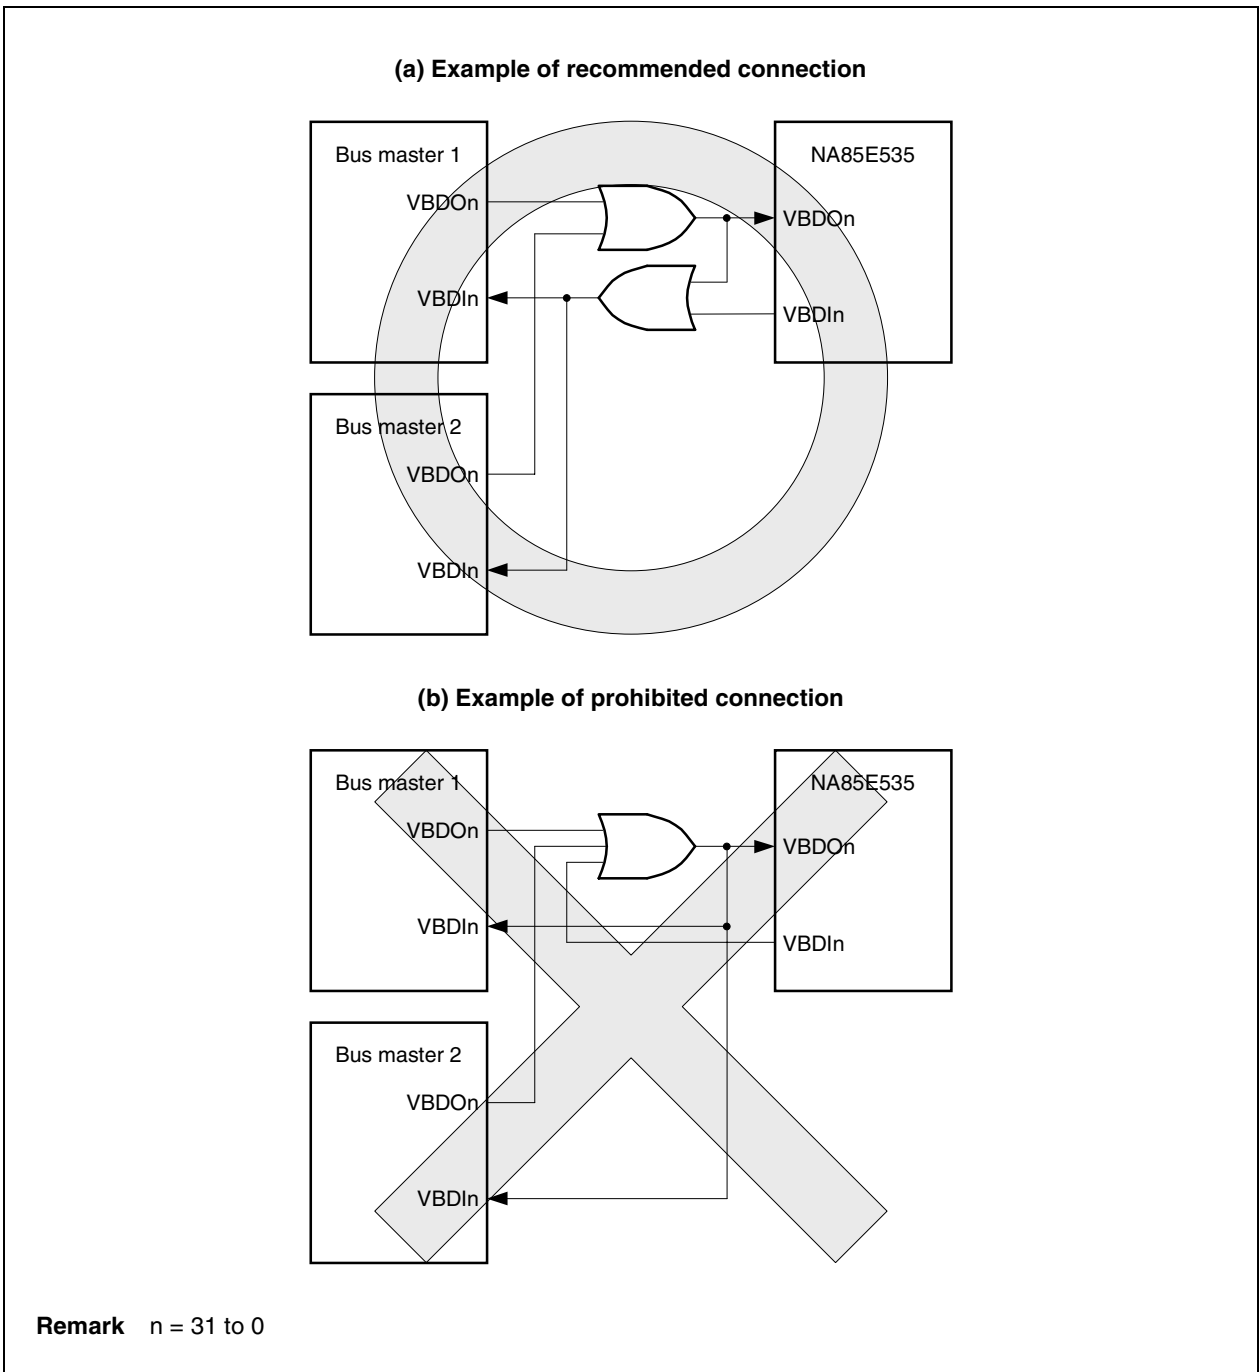 (a) Example of recommended connection
Bus master 1
NA85E535
VBDOn
VBDOn
VBDIn
VBDIn
Bus master 2
VBDOn
VBDIn
(b) Example of prohibited connection
Bus master 1
NA85E535
VBDOn
VBDOn
VBDIn
VBDIn
Bus master 2
VBDOn
VBDIn
Remark n = 31 to 0